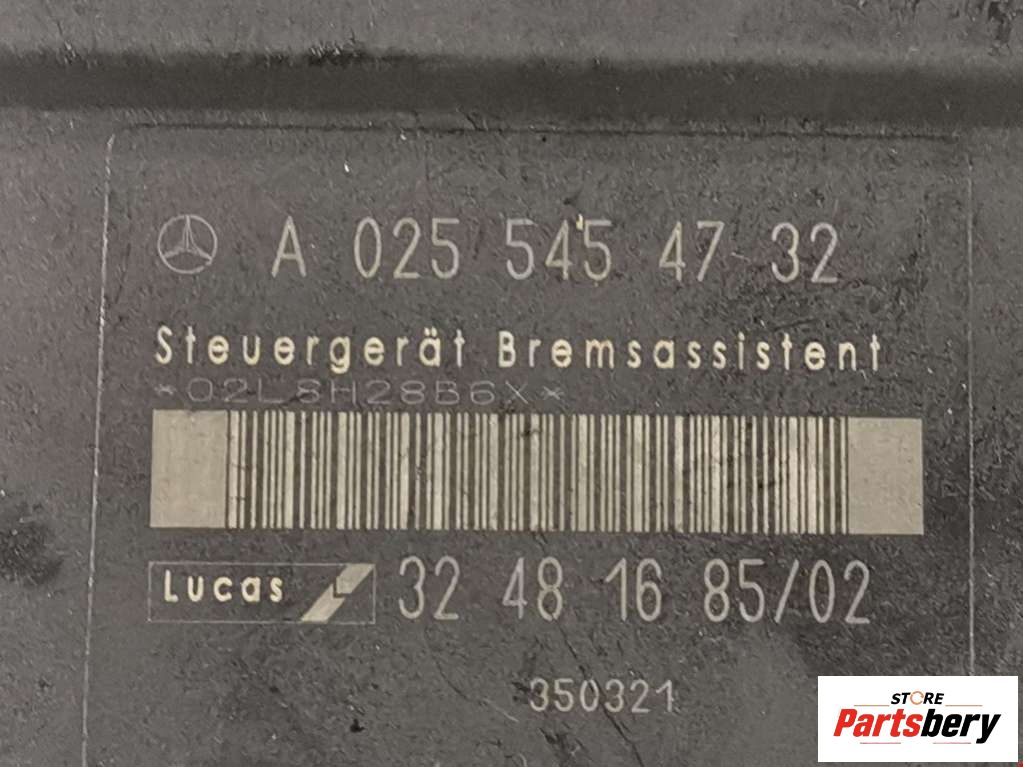 A 025 545 47 32
Steuergerät Bremsassistent
*02L8H28B6X*
Lucas 32 48 16 85/02
350321
STORE
Partsbery